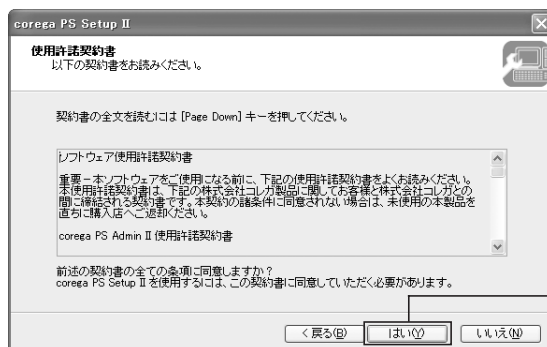 corega PS Setup II
使用許諾契約書
以下の契約書をお読みください。
契約書の全文を読むには [Page Down] キーを押してください。
ソフトウェア使用許諾契約書
重要－本ソフトウェアをご使用になる前に、下記の使用許諾契約書をよくお読みください。
本使用許諾契約書は、下記の株式会社コレガ製品に関してお客様と株式会社コレガとの
間に締結される契約書です。本契約の諸条件に同意されない場合は、未使用の本製品を
直ちに購入店へご返却ください。
corega PS Admin II 使用許諾契約書
前述の契約書の全ての条項に同意しますか？
corega PS Setup II を使用するには、この契約書に同意していただく必要があります。
< 戻る(B)
はい(Y)
いいえ(N)